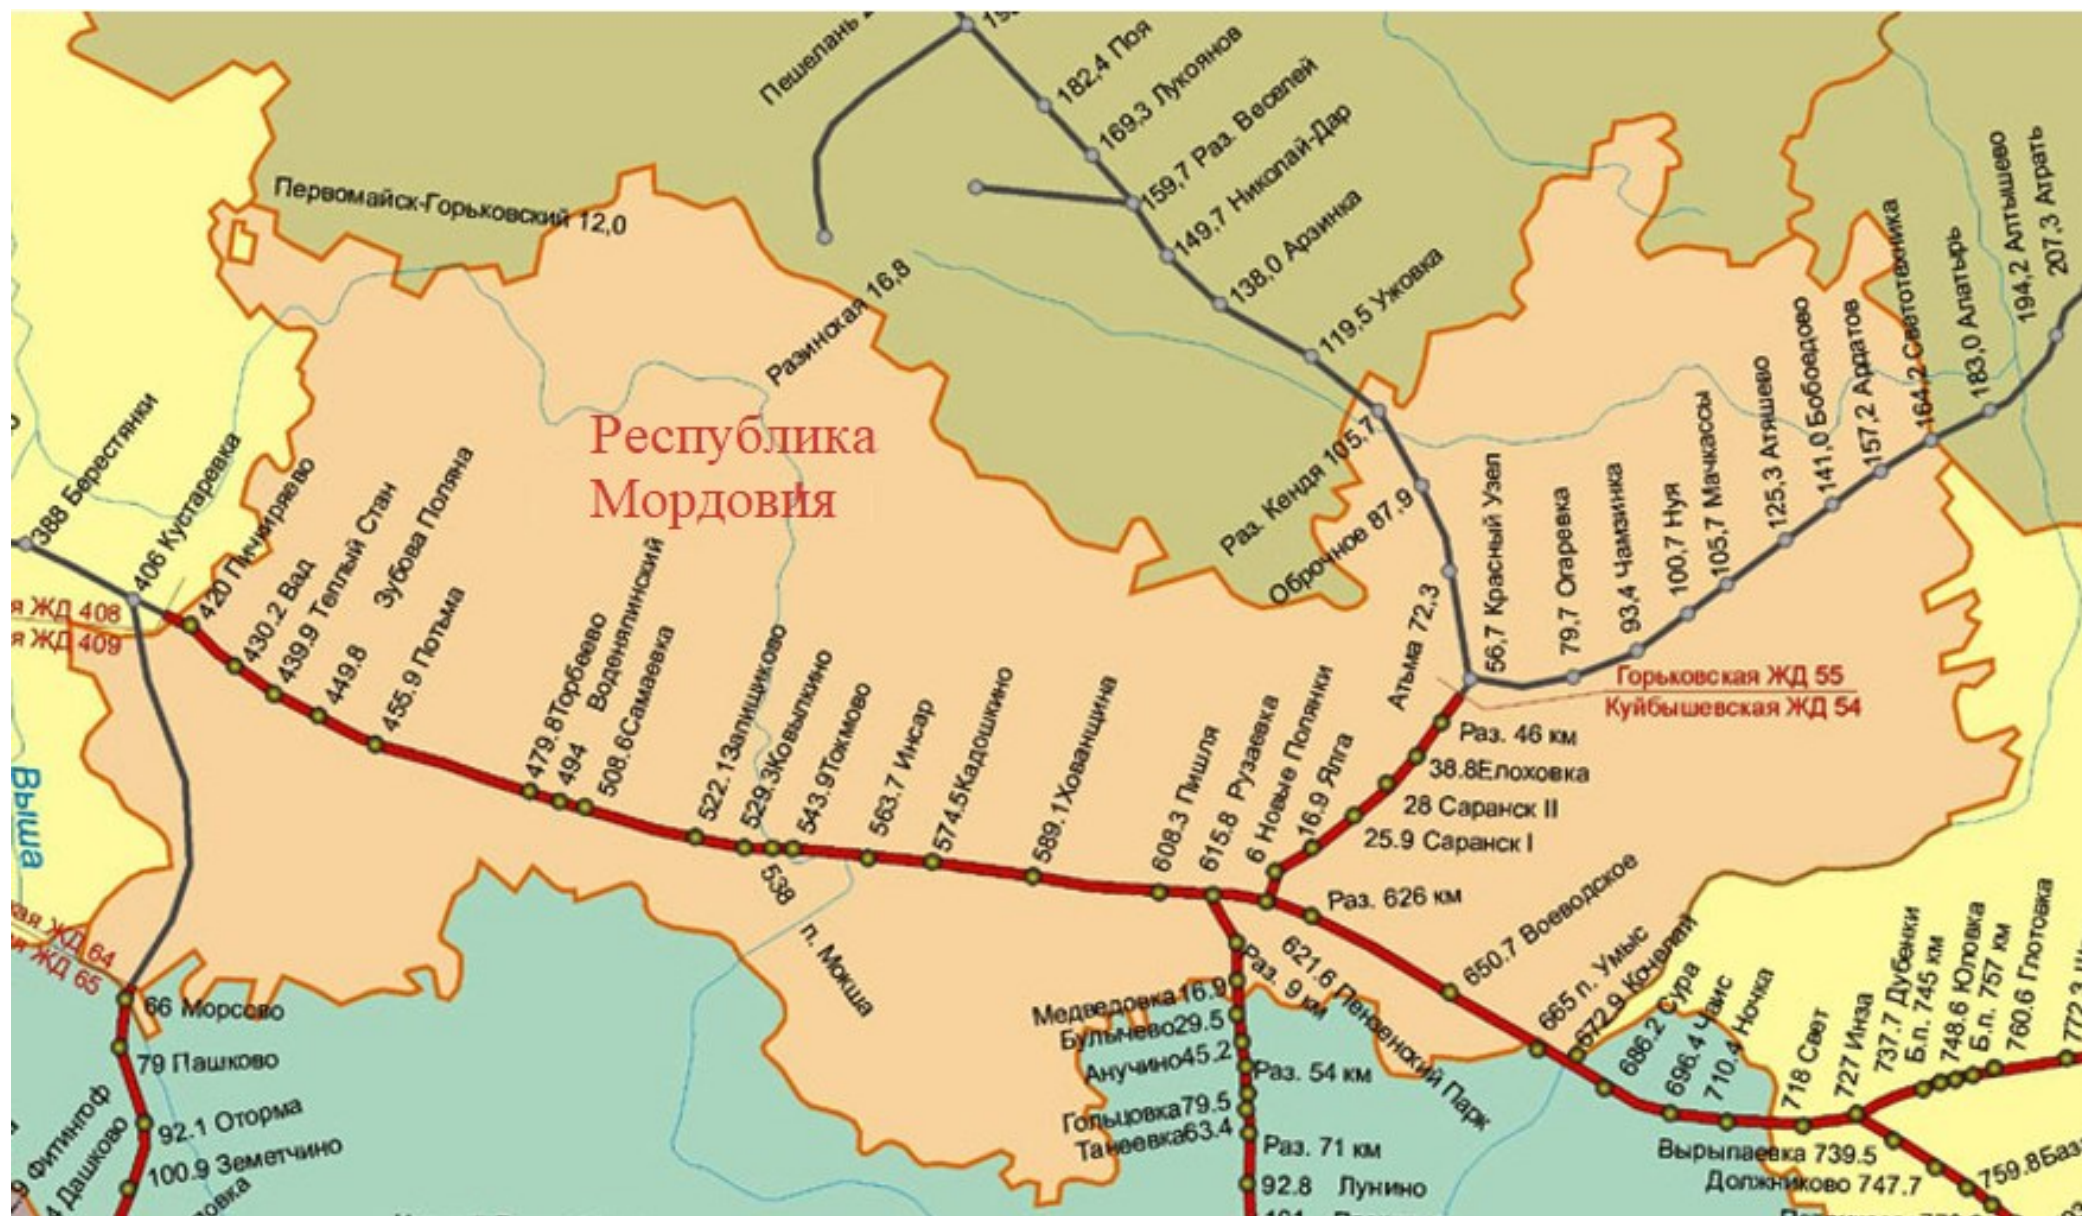 Пешелань
182,4 Поя
169,3 Лукоянов
159,7 Раз. Веселей
149,7 Николай-Дар
138,0 Арзинка
119,5 Ужовка
Первомайск-Горьковский 12,0
Разинская 16,8
Республика
Мордовия
Раз. Кендя 105,7
Оброчное 87,9
56,7 Красный Узел
79,7 Огаревка
93,4 Чамзинка
100,7 Нуя
105,7 Мачкассы
125,3 Атяшево
141,0 Бобоедово
157,2 Ардатов
164,2 Светотехника
183,0 Алатырь
194,2 Алтышево
207,3 Атрать
388 Берестянки
406 Кустаревка
я ЖД 408
я ЖД 409
420 Пичкиряево
430.2 Вад
439.9 Теплый Стан
449.8 Зубова Поляна
455.9 Потьма
479.8Торбеево
494 Воденяпинский
508.6Самаевка
522.1Запищиково
529.3Ковылкино
538
543.9Токмово
563.7 Инсар
574.5Кадошкино
589.1Хованщина
608.3 Пишля
615.8 Рузаевка
6 Новые Полянки
16.9 Ялга
Атьма 72,3
Горьковская ЖД 55
Куйбышевская ЖД 54
Раз. 46 км
38.8Елоховка
28 Саранск II
25.9 Саранск I
Раз. 626 км
621.6 Пензенский Парк
650.7 Воеводское
665 п. Умыс
672.9 Кочелай
686.2 Сура
696.4 Чаис
710.4 Ночка
718 Свет
727 Инза
737.7 Дубенки
Б.п. 745 км
748.6 Юловка
Б.п. 757 км
760.6 Глотовка
772.3
Вырыпаевка 739.5
Должниково 747.7
759.8База
п. Мокша
Раз. 9 км
Медведовка16.9
Булычево29.5
Анучино45.2
Раз. 54 км
Гольцовка79.5
Танеевка63.4
Раз. 71 км
92.8 Лунино
Выша
кая ЖД 64
я ЖД 65
66 Морсово
79 Пашково
92.1 Оторма
100.9 Земетчино
Фитингоф
Дашково